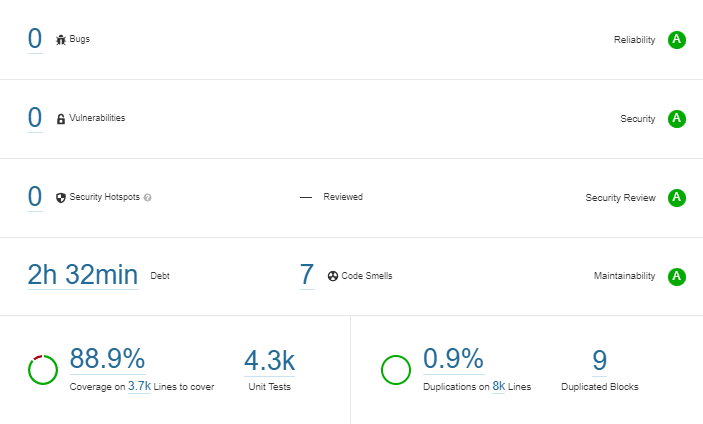 0 Bugs Reliability A
0 Vulnerabilities Security A
0 Security Hotspots ? — Reviewed Security Review A
2h 32min Debt 7 Code Smells Maintainability A
88.9% 4.3k 0.9% 9
Coverage on 3.7k Lines to cover Unit Tests Duplications on 8k Lines Duplicated Blocks